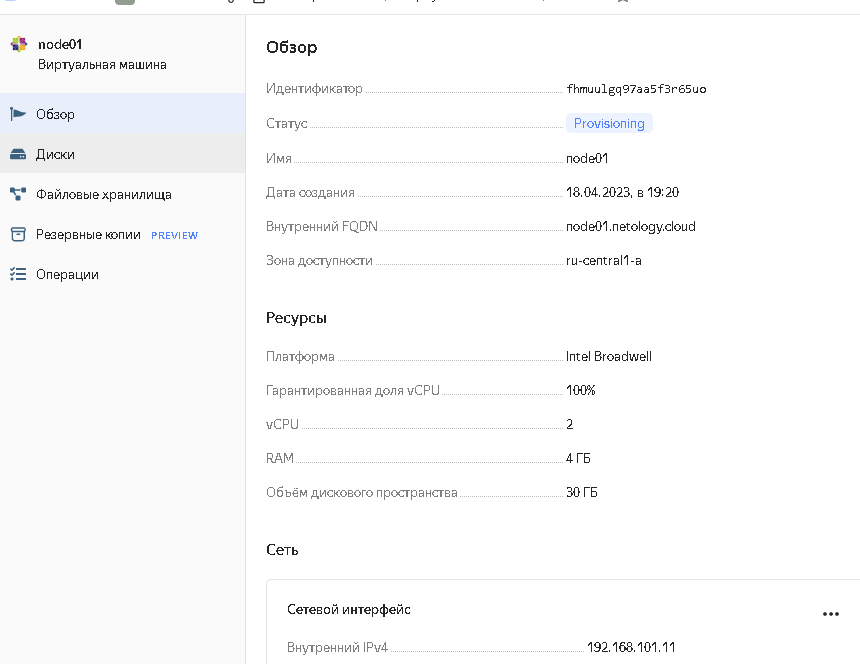 node01
Виртуальная машина
Обзор
Диски
Файловые хранилища
Резервные копии PREVIEW
Операции
Обзор
Идентификатор fhmuulgq97aa5f3r65uo
Статус Provisioning
Имя node01
Дата создания 18.04.2023, в 19:20
Внутренний FQDN node01.netology.cloud
Зона доступности ru-central1-a
Ресурсы
Платформа Intel Broadwell
Гарантированная доля vCPU 100%
vCPU 2
RAM 4 ГБ
Объём дискового пространства 30 ГБ
Сеть
Сетевой интерфейс
Внутренний IPv4 192.168.101.11